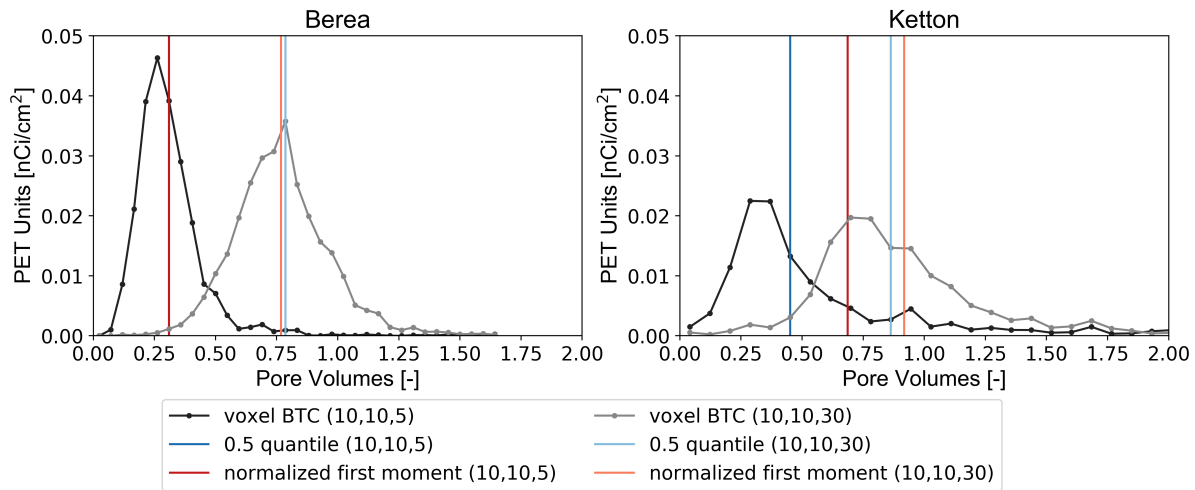 Berea
Ketton
PET Units [nCi/cm²]
0.05
0.04
0.03
0.02
0.01
0.00
0.00 0.25 0.50 0.75 1.00 1.25 1.50 1.75 2.00
Pore Volumes [-]
PET Units [nCi/cm²]
0.05
0.04
0.03
0.02
0.01
0.00
0.00 0.25 0.50 0.75 1.00 1.25 1.50 1.75 2.00
Pore Volumes [-]
voxel BTC (10,10,5)
0.5 quantile (10,10,5)
normalized first moment (10,10,5)
voxel BTC (10,10,30)
0.5 quantile (10,10,30)
normalized first moment (10,10,30)